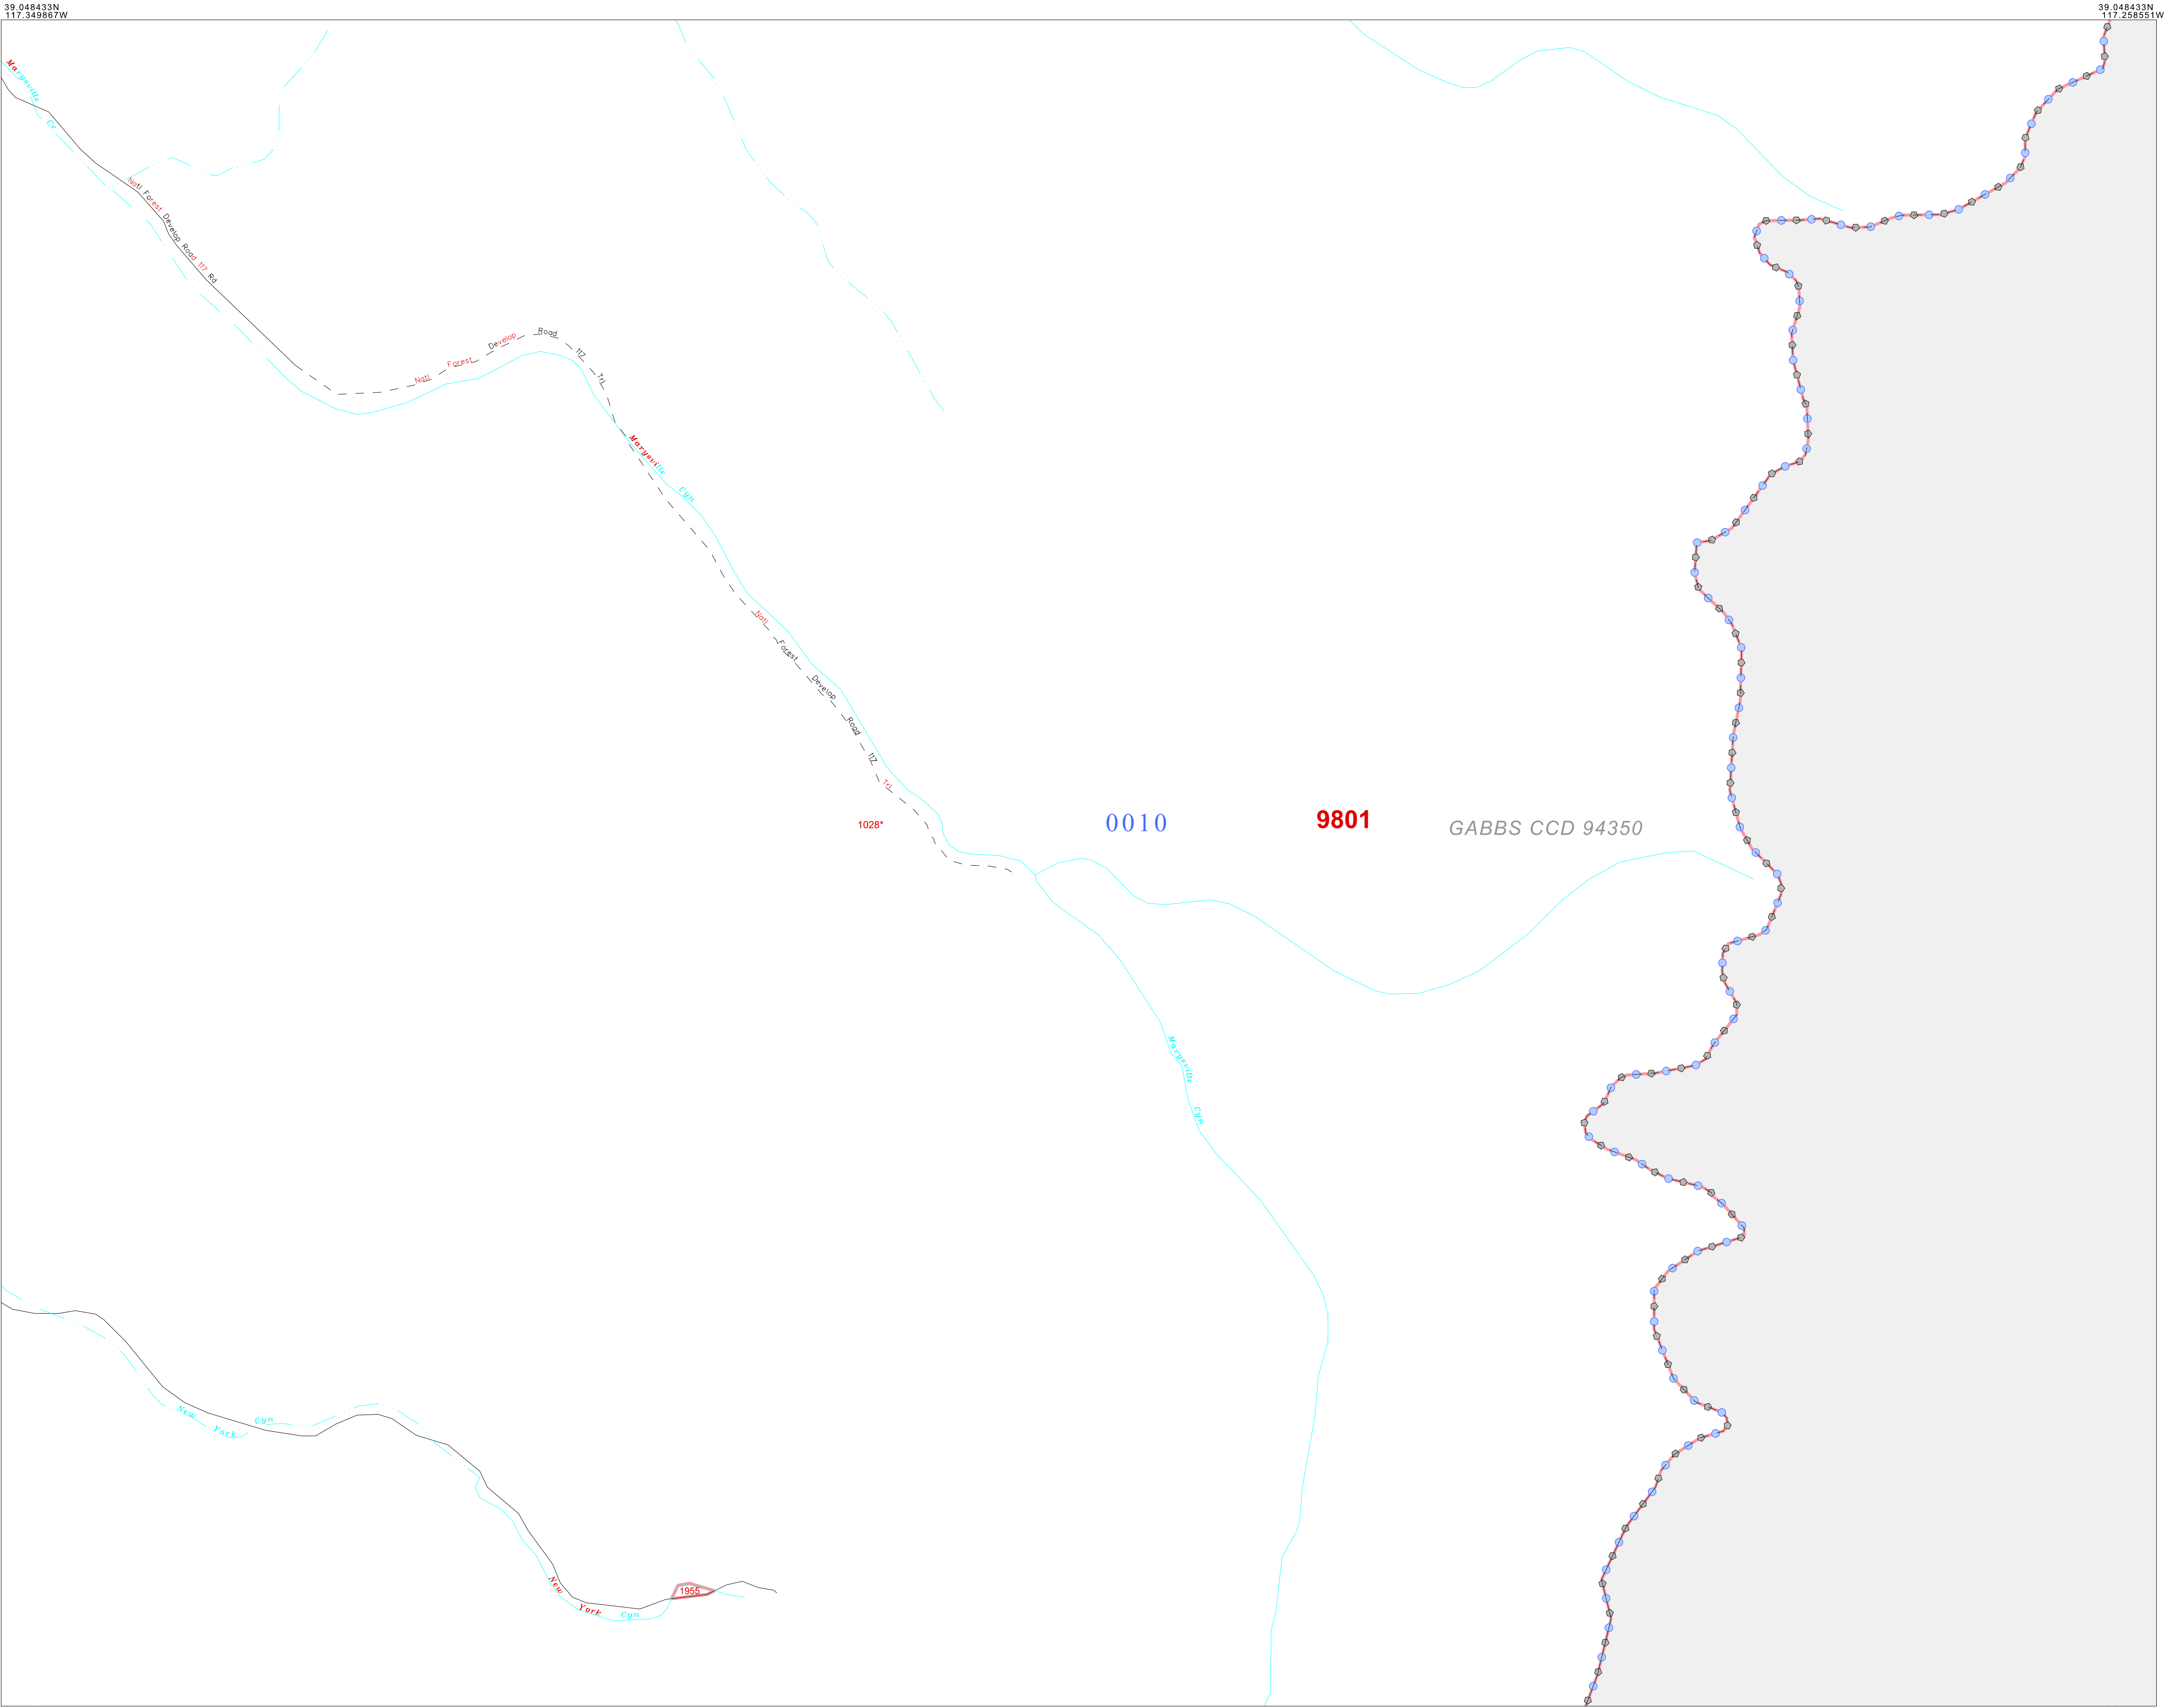 39.048433N
117.349867W
39.048433N
117.258551W
Marysville Cr
Natl Forest Develop Road 117 Rd
Natl Forest Develop Road 117 Trl
Marysville Cyn
Natl Forest Develop Road 117 Trl
1028*
0010
9801
GABBS CCD 94350
Marysville Cyn
New York Cyn
New York Cyn
1955